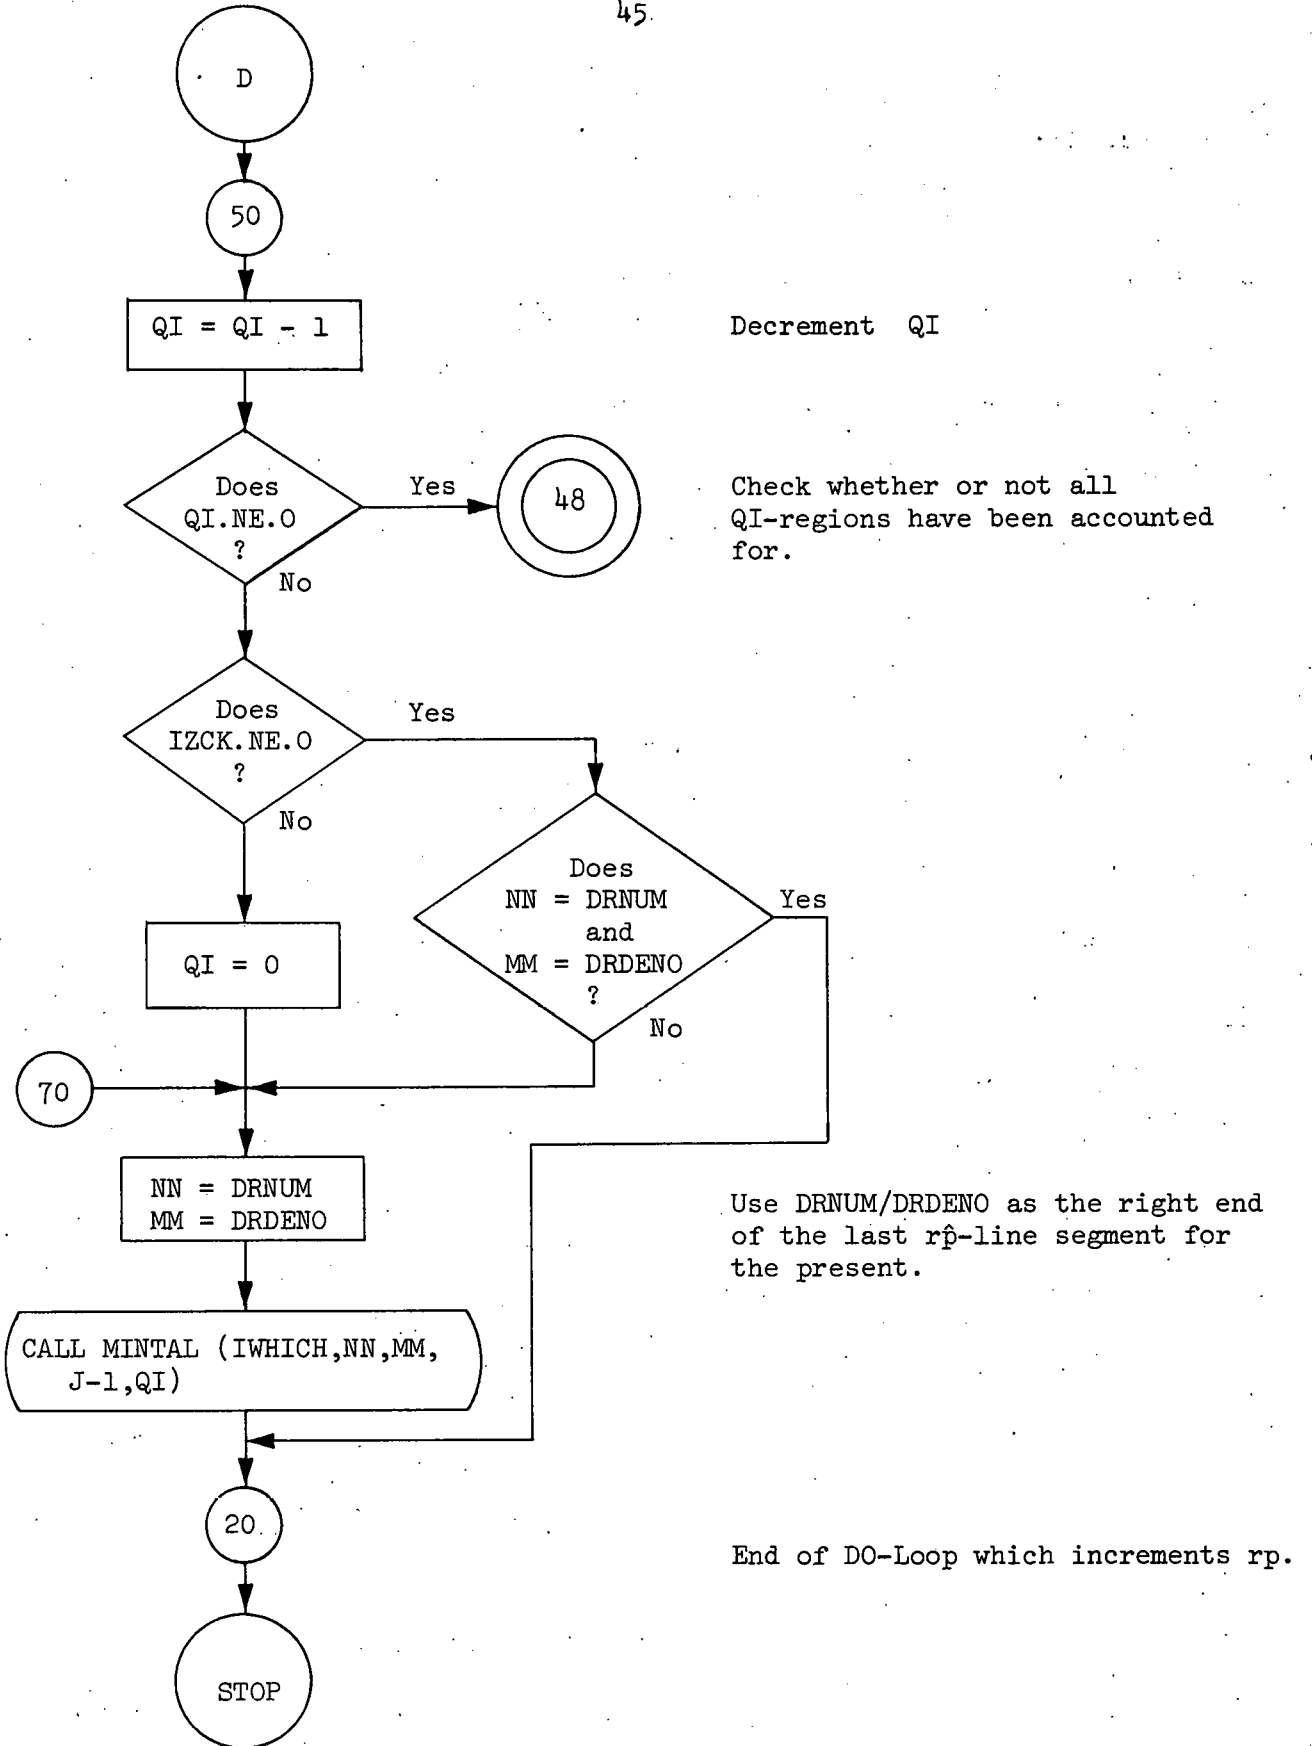 45.
D
50
QI = QI - 1
Decrement QI
Does
QI.NE.0
?
Yes
48
No
Check whether or not all
QI-regions have been accounted
for.
Does
IZCK.NE.0
?
Yes
No
Does
NN = DRNUM
and
MM = DRDENO
?
Yes
No
QI = 0
70
NN = DRNUM
MM = DRDENO
Use DRNUM/DRDENO as the right end
of the last rp̂-line segment for
the present.
CALL MINTAL (IWHICH,NN,MM,
J-1,QI)
20
End of DO-Loop which increments rp.
STOP